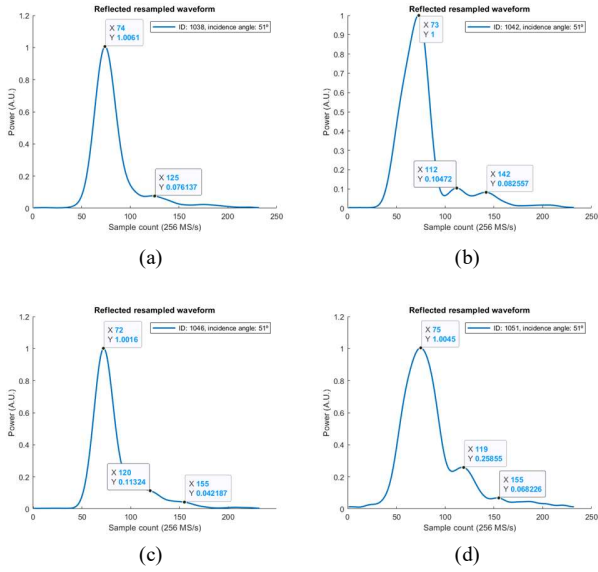 Reflected resampled waveform
ID: 1038, incidence angle: 51º
X 74
Y 1.0061
X 125
Y 0.076137
Power (A.U.)
1.2
1
0.8
0.6
0.4
0.2
0
0 50 100 150 200 250
Sample count (256 MS/s)
(a)
Reflected resampled waveform
ID: 1042, incidence angle: 51º
X 73
Y 1
X 112
Y 0.10472
X 142
Y 0.082557
Power (A.U.)
1
0.9
0.8
0.7
0.6
0.5
0.4
0.3
0.2
0.1
0
0 50 100 150 200 250
Sample count (256 MS/s)
(b)
Reflected resampled waveform
ID: 1046, incidence angle: 51º
X 72
Y 1.0016
X 120
Y 0.11324
X 155
Y 0.042187
Power (A.U.)
1.2
1
0.8
0.6
0.4
0.2
0
0 50 100 150 200 250
Sample count (256 MS/s)
(c)
Reflected resampled waveform
ID: 1051, incidence angle: 51º
X 75
Y 1.0045
X 119
Y 0.25855
X 155
Y 0.068226
Power (A.U.)
1.2
1
0.8
0.6
0.4
0.2
0
0 50 100 150 200 250
Sample count (256 MS/s)
(d)